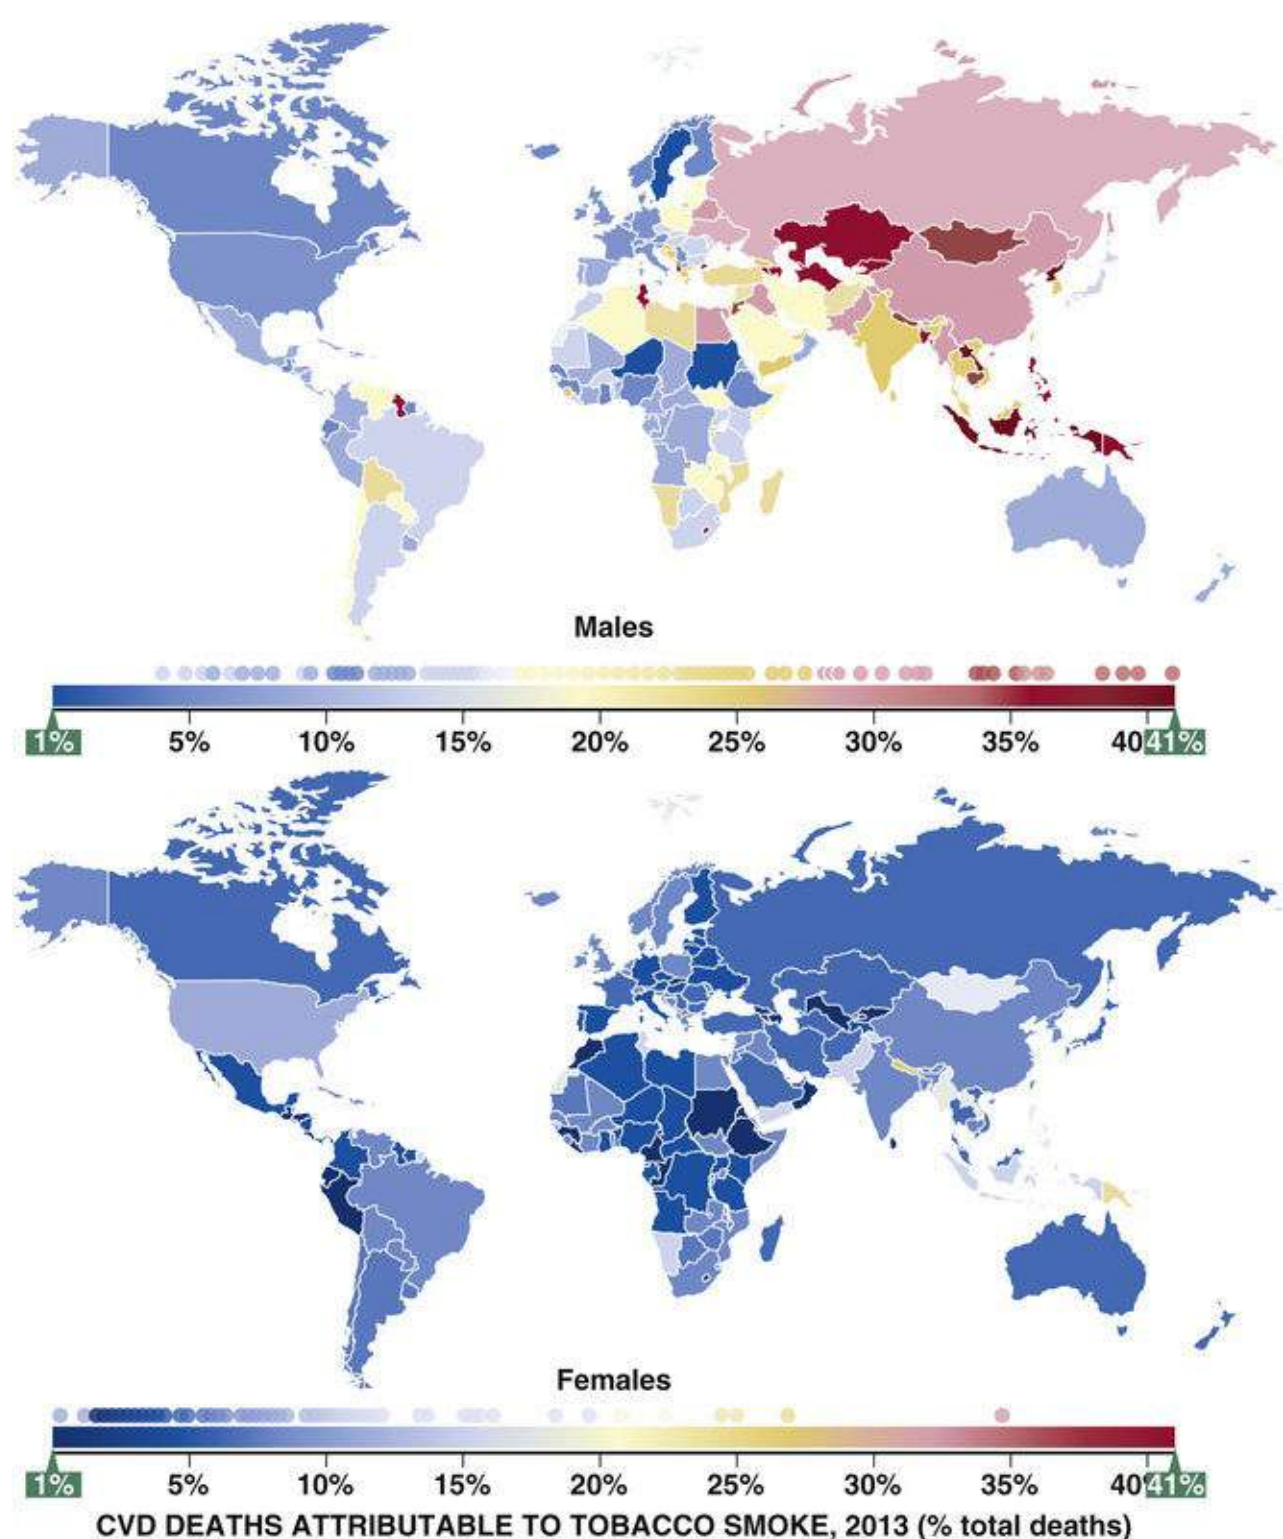 Males
1% 5% 10% 15% 20% 25% 30% 35% 40 41%
Females
1% 5% 10% 15% 20% 25% 30% 35% 40 41%
CVD DEATHS ATTRIBUTABLE TO TOBACCO SMOKE, 2013 (% total deaths)